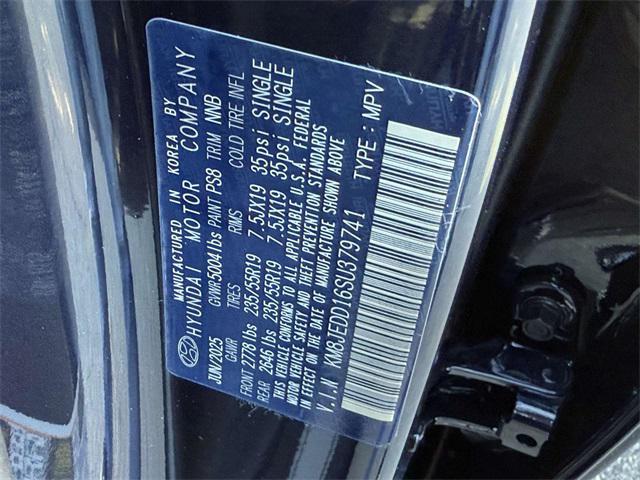 MANUFACTURED IN KOREA BY
HYUNDAI MOTOR COMPANY
JUN/2025 GVWR 5004 lbs PAINT PS8 TRIM NNB
GAWR TIRES RIMS COLD TIRE INFL
FRONT 2778 lbs 235/55R19 7.5JX19 35psi SINGLE
REAR 2646 lbs 235/55R19 7.5JX19 35psi SINGLE
THIS VEHICLE CONFORMS TO ALL APPLICABLE U.S.A. FEDERAL
MOTOR VEHICLE SAFETY AND THEFT PREVENTION STANDARDS
IN EFFECT ON THE DATE OF MANUFACTURE SHOWN ABOVE
V.I.N KM8JEDD16SU379741 TYPE : MPV